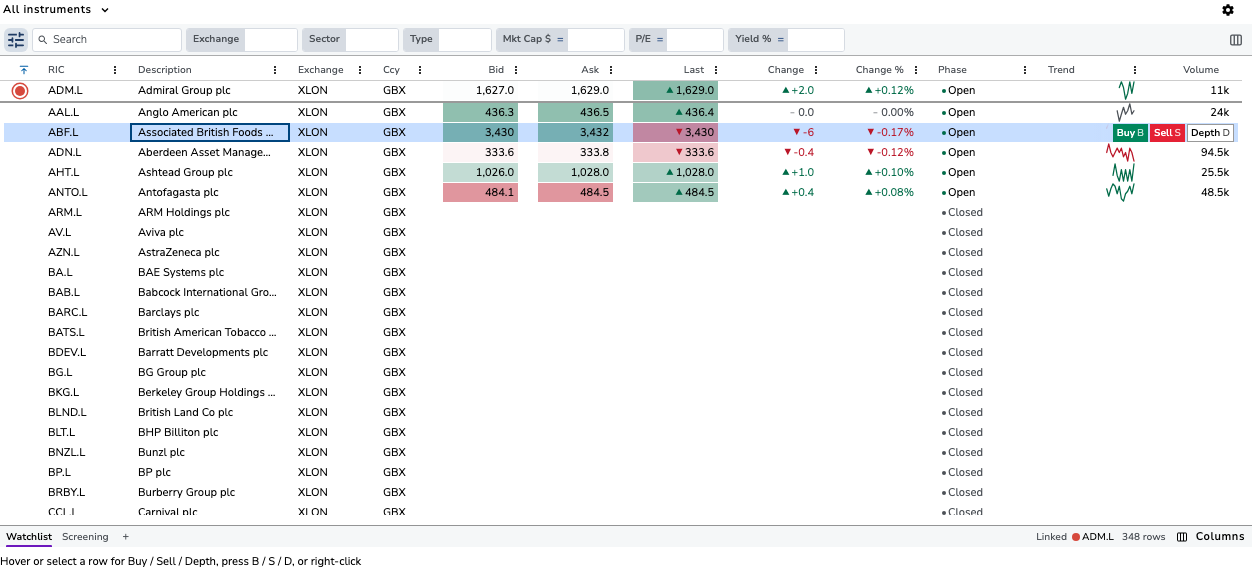 All instruments
Search Exchange Sector Type Mkt Cap $ = P/E = Yield % =
RIC Description Exchange Ccy Bid Ask Last Change Change % Phase Trend Volume
ADM.L Admiral Group plc XLON GBX 1,627.0 1,629.0 ▲1,629.0 ▲+2.0 ▲+0.12% •Open 11k
AAL.L Anglo American plc XLON GBX 436.3 436.5 ▲436.4 - 0.0 - 0.00% •Open 24k
ABF.L Associated British Foods ... XLON GBX 3,430 3,432 ▼3,430 ▼-6 ▼-0.17% •Open Buy B Sell S Depth D
ADN.L Aberdeen Asset Manage... XLON GBX 333.6 333.8 ▼333.6 ▼-0.4 ▼-0.12% •Open 94.5k
AHT.L Ashtead Group plc XLON GBX 1,026.0 1,028.0 ▲1,028.0 ▲+1.0 ▲+0.10% •Open 25.5k
ANTO.L Antofagasta plc XLON GBX 484.1 484.5 ▲484.5 ▲+0.4 ▲+0.08% •Open 48.5k
ARM.L ARM Holdings plc XLON GBX •Closed
AV.L Aviva plc XLON GBX •Closed
AZN.L AstraZeneca plc XLON GBX •Closed
BA.L BAE Systems plc XLON GBX •Closed
BAB.L Babcock International Gro... XLON GBX •Closed
BARC.L Barclays plc XLON GBX •Closed
BATS.L British American Tobacco ... XLON GBX •Closed
BDEV.L Barratt Developments plc XLON GBX •Closed
BG.L BG Group plc XLON GBX •Closed
BKG.L Berkeley Group Holdings ... XLON GBX •Closed
BLND.L British Land Co plc XLON GBX •Closed
BLT.L BHP Billiton plc XLON GBX •Closed
BNZL.L Bunzl plc XLON GBX •Closed
BP.L BP plc XLON GBX •Closed
BRBY.L Burberry Group plc XLON GBX •Closed
CCL.L Carnival plc XLON GBX •Closed
Watchlist Screening + Linked ADM.L 348 rows Columns
Hover or select a row for Buy / Sell / Depth, press B / S / D, or right-click